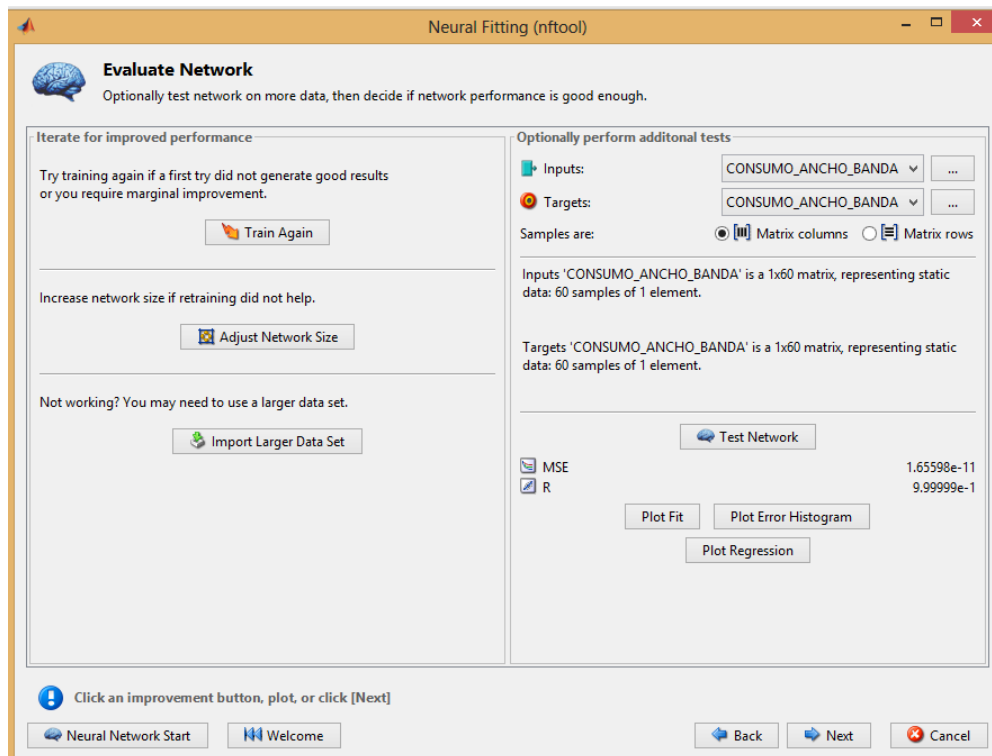 Neural Fitting (nftool)
Evaluate Network
Optionally test network on more data, then decide if network performance is good enough.
Iterate for improved performance
Try training again if a first try did not generate good results
or you require marginal improvement.
Train Again
Increase network size if retraining did not help.
Adjust Network Size
Not working? You may need to use a larger data set.
Import Larger Data Set
Optionally perform additonal tests
Inputs: CONSUMO_ANCHO_BANDA ...
Targets: CONSUMO_ANCHO_BANDA ...
Samples are: Matrix columns Matrix rows
Inputs 'CONSUMO_ANCHO_BANDA' is a 1x60 matrix, representing static
data: 60 samples of 1 element.
Targets 'CONSUMO_ANCHO_BANDA' is a 1x60 matrix, representing static
data: 60 samples of 1 element.
Test Network
MSE 1.65598e-11
R 9.99999e-1
Plot Fit Plot Error Histogram
Plot Regression
Click an improvement button, plot, or click [Next]
Neural Network Start Welcome Back Next Cancel